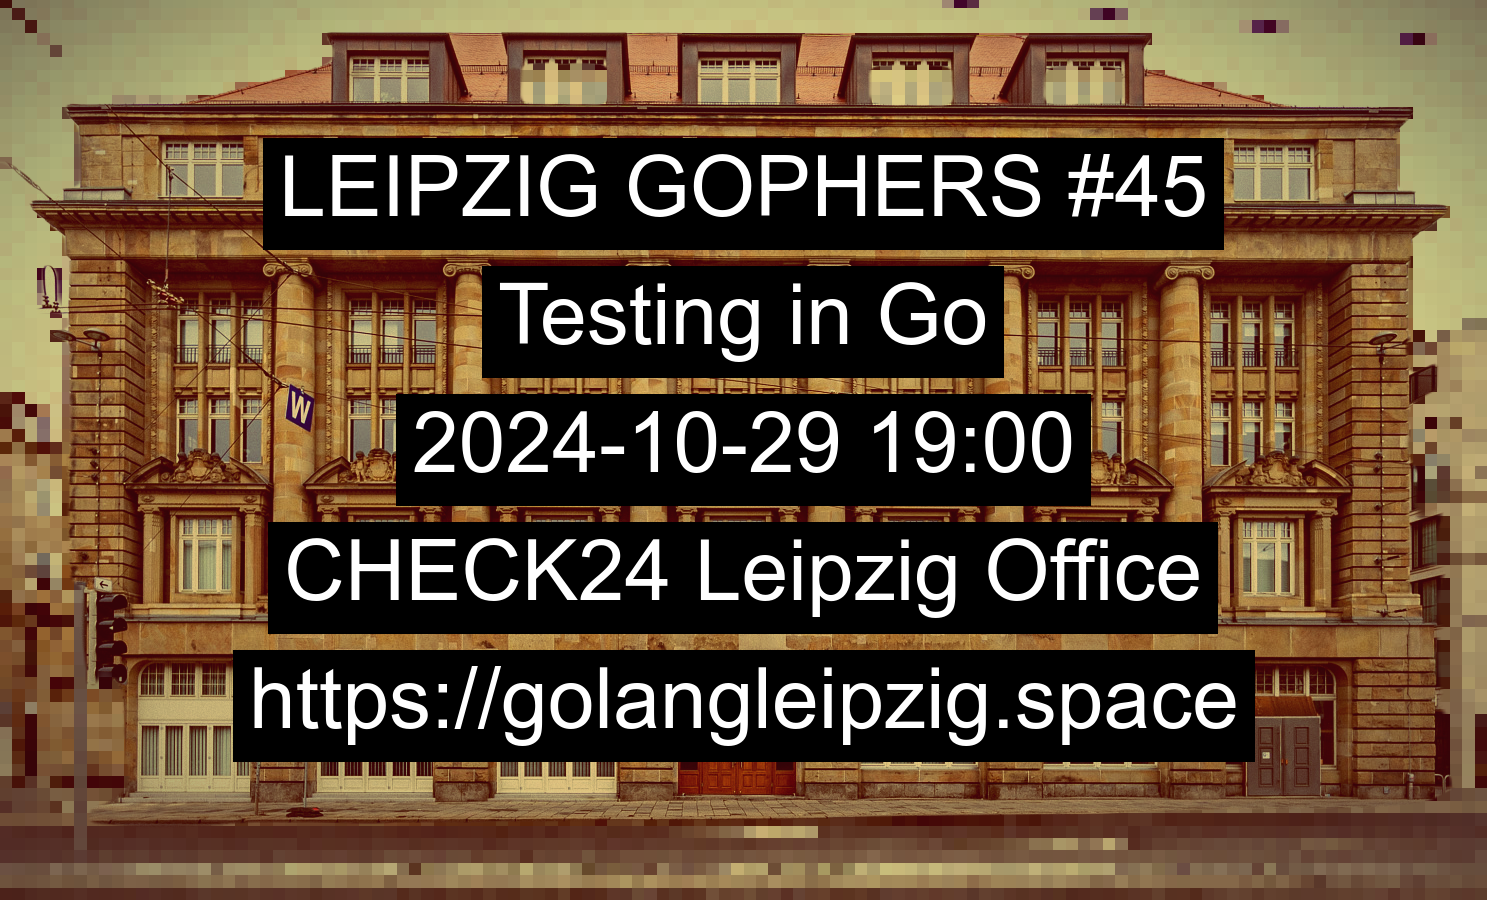 LEIPZIG GOPHERS #45
Testing in Go
2024-10-29 19:00
W
CHECK24 Leipzig Office
https://golangleipzig.space